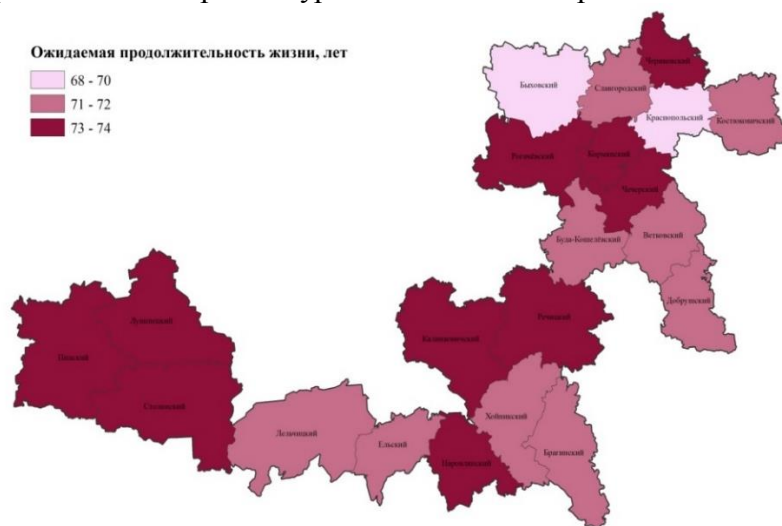 Ожидаемая продолжительность жизни, лет
68 - 70
71 - 72
73 - 74
Чериковский
Быховский
Славгородский
Краснопольский
Костюковичский
Рогачёвский
Кормянский
Чечерский
Буда-Кошелёвский
Ветковский
Добрушский
Лунинецкий
Пинский
Столинский
Калинковичский
Речицкий
Лельчицкий
Ельский
Наровлянский
Хойникский
Брагинский